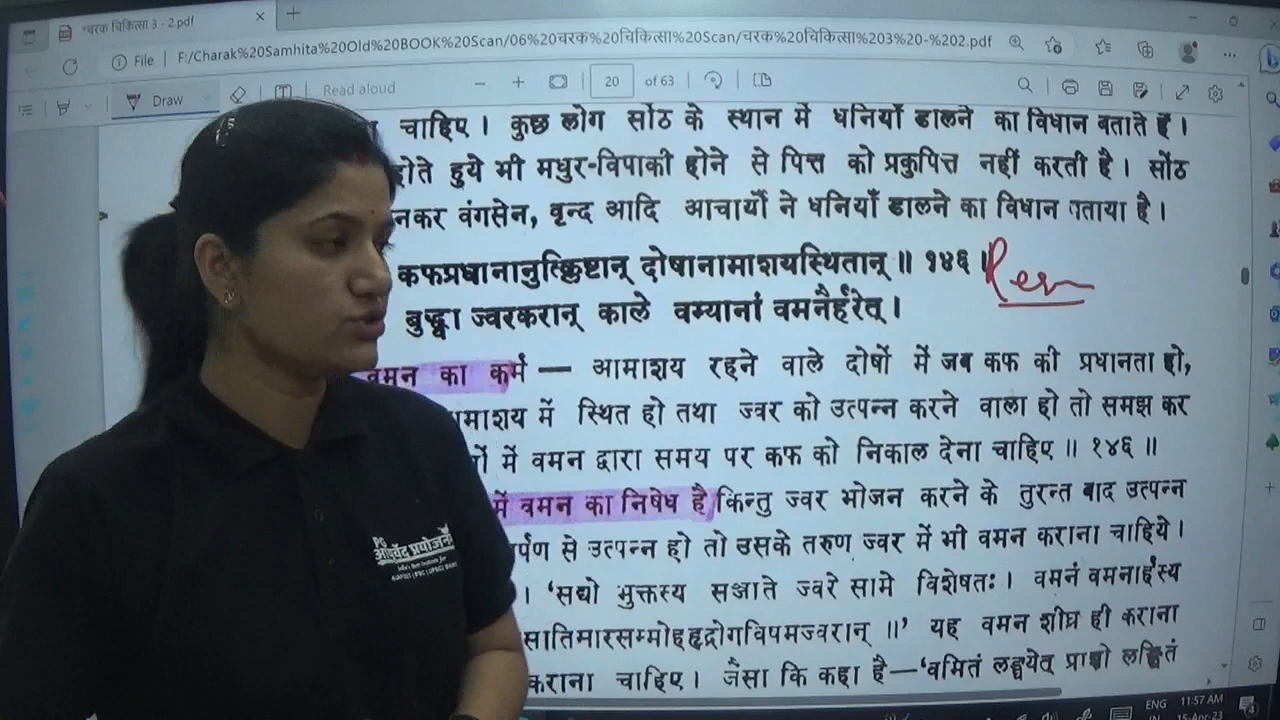 *चरक चिकित्सा 3 - 2.pdf
File F:/Charak%20Samhita%20Old%20BOOK%20Scan/06%20चरक%20चिकित्सा%20Scan/चरक%20चिकित्सा%203%20-%202.pdf
Draw Read aloud 20 of 63
चाहिए । कुछ लोग सोंठ के स्थान में धनियाँ डालने का विधान बताते हैं ।
होते हुये भी मधुर-विपाकी होने से पित्त को प्रकुपित्त नहीं करती है । सोंठ
नकर वंगसेन, वृन्द आदि आचार्यों ने धनियाँ डालने का विधान बताया है ।
कफप्रधानानुत्क्लिष्टान् दोषानामाशयस्थितान् ॥ १४६ ।
बुद्ध्वा ज्वरकरान् काले वम्यानां वमनैर्हरेत् ।
वमन का कर्म — आमाशय रहने वाले दोषों में जब कफ की प्रधानता हो,
मामाशय में स्थित हो तथा ज्वर को उत्पन्न करने वाला हो तो समझ कर
में वमन द्वारा समय पर कफ को निकाल देना चाहिए ॥ १४६ ॥
में वमन का निषेध है किन्तु ज्वर भोजन करने के तुरन्त बाद उत्पन्न
र्पण से उत्पन्न हो तो उसके तरुण ज्वर में भी वमन कराना चाहिये ।
। 'सद्यो भुक्तस्य सञ्जाते ज्वरे सामे विशेषतः । वमनं वमनार्हस्य
सातिमारसम्मोहहृद्रोगविषमज्वरान् ॥' यह वमन शीघ्र ही कराना
कराना चाहिए । जैसा कि कहा है—'वमितं लङ्घयेत् प्राज्ञो लङ्घितं
PG
आयुर्वेद प्रयोजनम्
ENG 11:57 AM
15-Apr-23